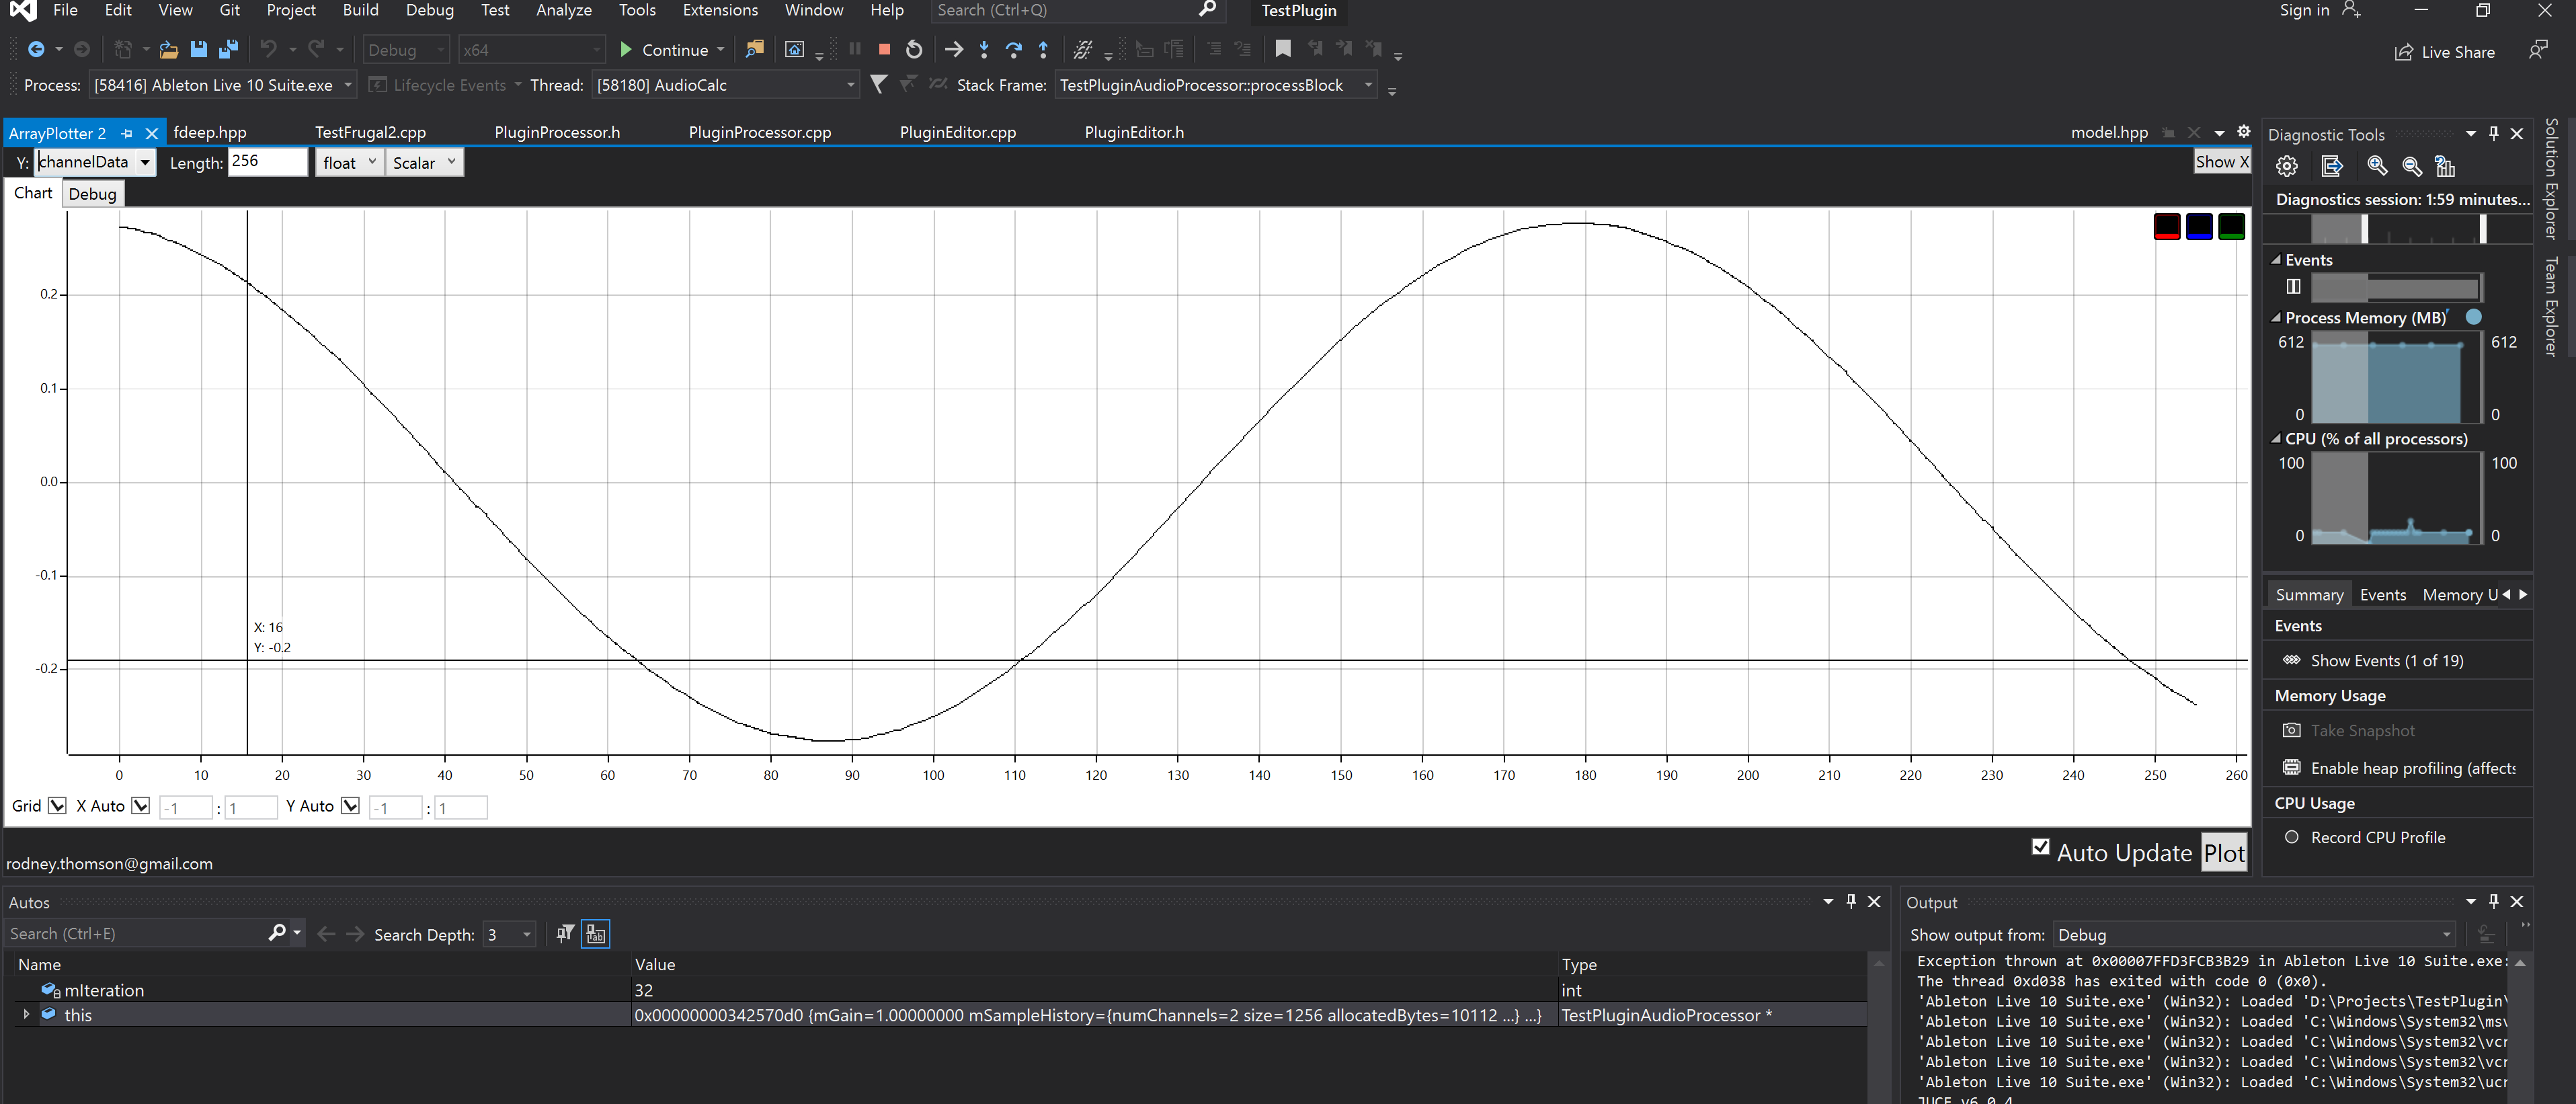 File Edit View Git Project Build Debug Test Analyze Tools Extensions Window Help Search (Ctrl+Q) TestPlugin Sign in
Debug x64 Continue Live Share
Process: [58416] Ableton Live 10 Suite.exe Lifecycle Events Thread: [58180] AudioCalc Stack Frame: TestPluginAudioProcessor::processBlock
ArrayPlotter 2 fdeep.hpp TestFrugal2.cpp PluginProcessor.h PluginProcessor.cpp PluginEditor.cpp PluginEditor.h model.hpp
Y: channelData Length: 256 float Scalar Show X
Chart Debug
0.2
0.1
0.0
-0.1
-0.2
X: 16
Y: -0.2
0 10 20 30 40 50 60 70 80 90 100 110 120 130 140 150 160 170 180 190 200 210 220 230 240 250 260
Grid X Auto -1 : 1 Y Auto -1 : 1
rodney.thomson@gmail.com
Auto Update Plot
Diagnostic Tools
Diagnostics session: 1:59 minutes...
Events
Process Memory (MB)
612 612
0 0
CPU (% of all processors)
100 100
0 0
Summary Events Memory U
Events
Show Events (1 of 19)
Memory Usage
Take Snapshot
Enable heap profiling (affects
CPU Usage
Record CPU Profile
Solution Explorer
Team Explorer
Autos
Search (Ctrl+E) Search Depth: 3
Name Value Type
mIteration 32 int
this 0x00000000342570d0 {mGain=1.00000000 mSampleHistory={numChannels=2 size=1256 allocatedBytes=10112 ...} ...} TestPluginAudioProcessor *
Output
Show output from: Debug
Exception thrown at 0x00007FFD3FCB3B29 in Ableton Live 10 Suite.exe:
The thread 0xd038 has exited with code 0 (0x0).
'Ableton Live 10 Suite.exe' (Win32): Loaded 'D:\Projects\TestPlugin\
'Ableton Live 10 Suite.exe' (Win32): Loaded 'C:\Windows\System32\msv
'Ableton Live 10 Suite.exe' (Win32): Loaded 'C:\Windows\System32\vcr
'Ableton Live 10 Suite.exe' (Win32): Loaded 'C:\Windows\System32\vcr
'Ableton Live 10 Suite.exe' (Win32): Loaded 'C:\Windows\System32\ucr
JUCE v6.0.4